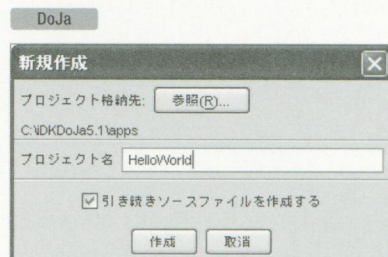 DoJa
新規作成
プロジェクト格納先: 参照(R)...
C:\iDKDoJa5.1\apps
プロジェクト名 HelloWorld
引き続きソースファイルを作成する
作成 取消